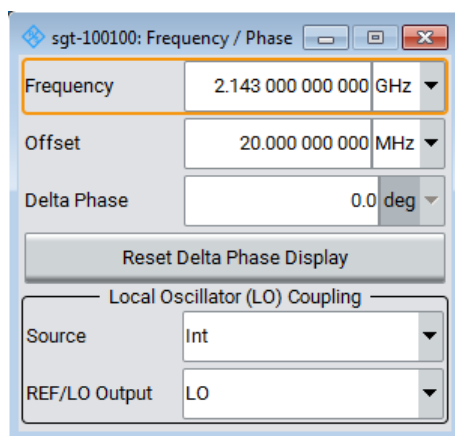 sgt-100100: Frequency / Phase
Frequency 2.143 000 000 000 GHz
Offset 20.000 000 000 MHz
Delta Phase 0.0 deg
Reset Delta Phase Display
Local Oscillator (LO) Coupling
Source Int
REF/LO Output LO